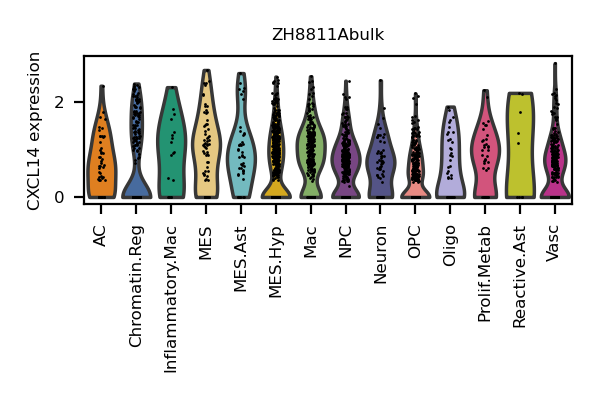 ZH8811Abulk
CXCL14 expression
2
0
AC
Chromatin.Reg
Inflammatory.Mac
MES
MES.Ast
MES.Hyp
Mac
NPC
Neuron
OPC
Oligo
Prolif.Metab
Reactive.Ast
Vasc